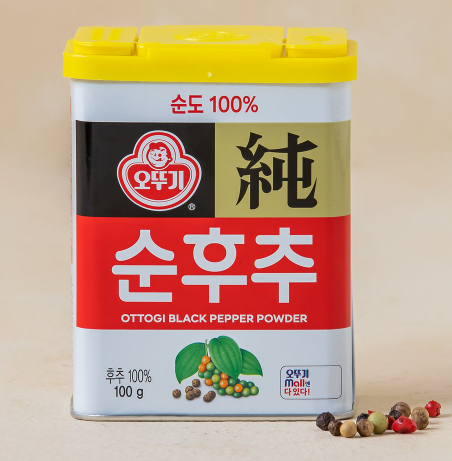 순도 100%
오뚜기
®
純
순후추
OTTOGI BLACK PEPPER POWDER
후추 100%
100 g
오뚜기
mall엔
다있다!